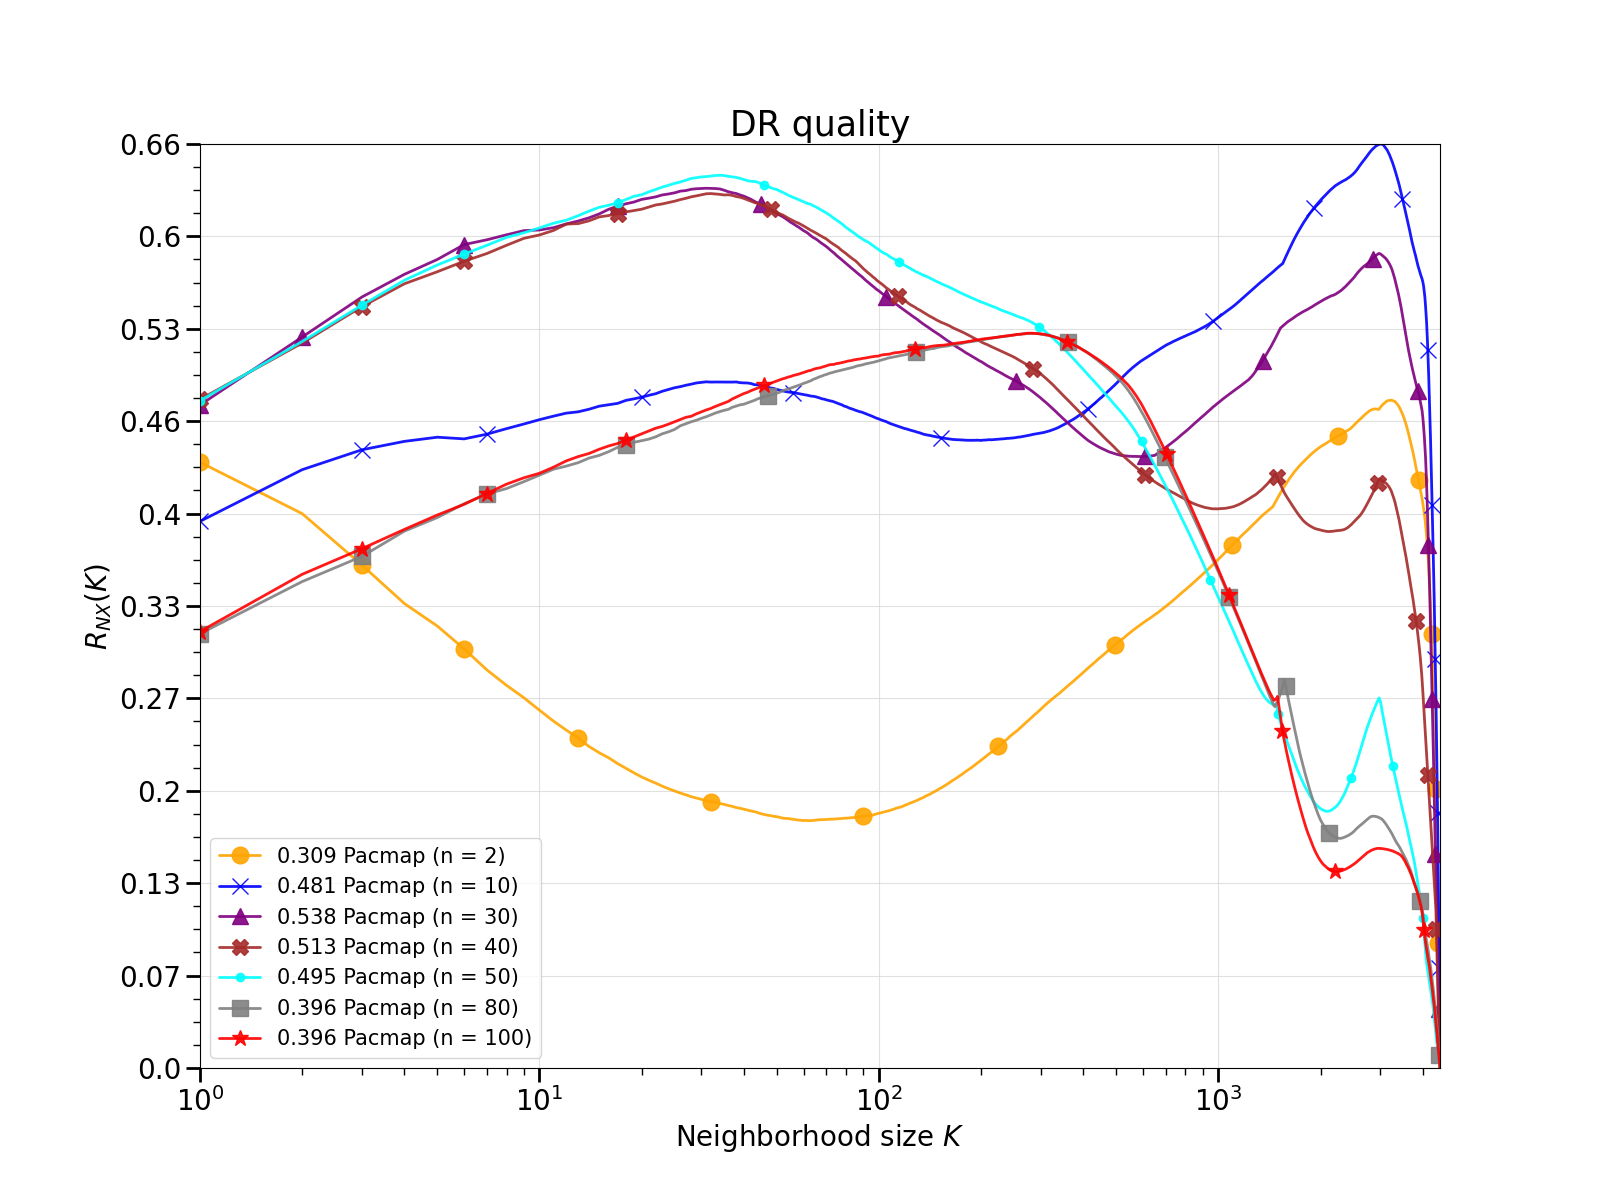 DR quality
0.66
0.6
0.53
0.46
0.4
0.33
0.27
0.2
0.13
0.07
0.0
R_NX(K)
10^0
10^1
10^2
10^3
Neighborhood size K
0.309 Pacmap (n = 2)
0.481 Pacmap (n = 10)
0.538 Pacmap (n = 30)
0.513 Pacmap (n = 40)
0.495 Pacmap (n = 50)
0.396 Pacmap (n = 80)
0.396 Pacmap (n = 100)